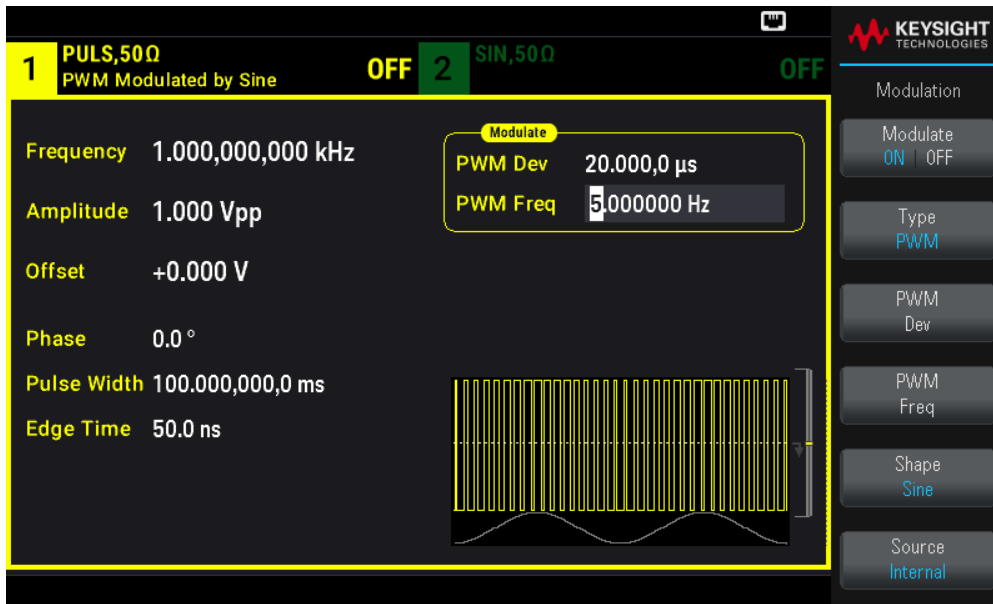 KEYSIGHT
TECHNOLOGIES
1 PULS,50Ω OFF
PWM Modulated by Sine
2 SIN,50Ω OFF
Frequency 1.000,000,000 kHz
Amplitude 1.000 Vpp
Offset +0.000 V
Phase 0.0 °
Pulse Width 100.000,000,0 ms
Edge Time 50.0 ns
Modulate
PWM Dev 20.000,0 µs
PWM Freq 5.000000 Hz
Modulation
Modulate
ON | OFF
Type
PWM
PWM
Dev
PWM
Freq
Shape
Sine
Source
Internal